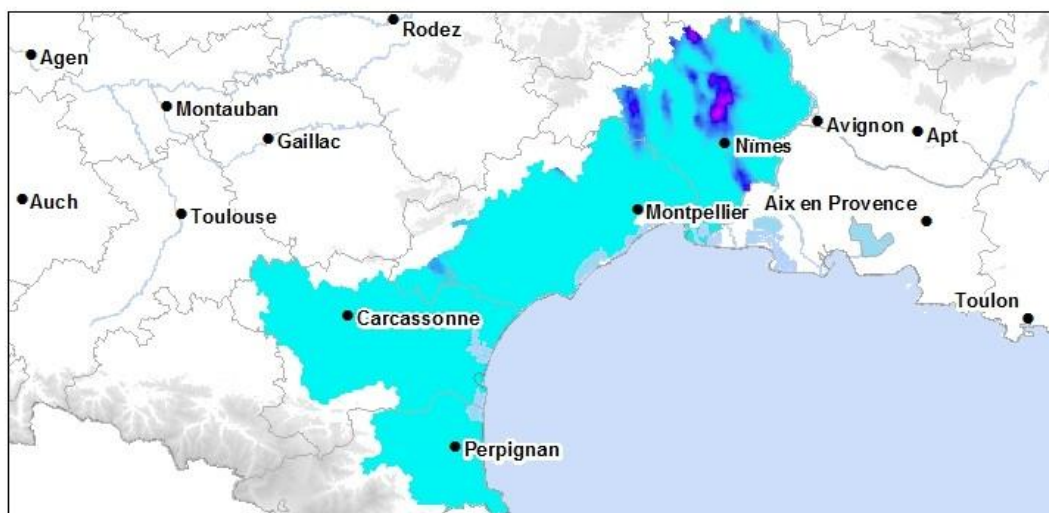 Rodez
Agen
Montauban
Avignon
Apt
Gaillac
Nîmes
Auch
Toulouse
Montpellier
Aix en Provence
Toulon
Carcassonne
Perpignan